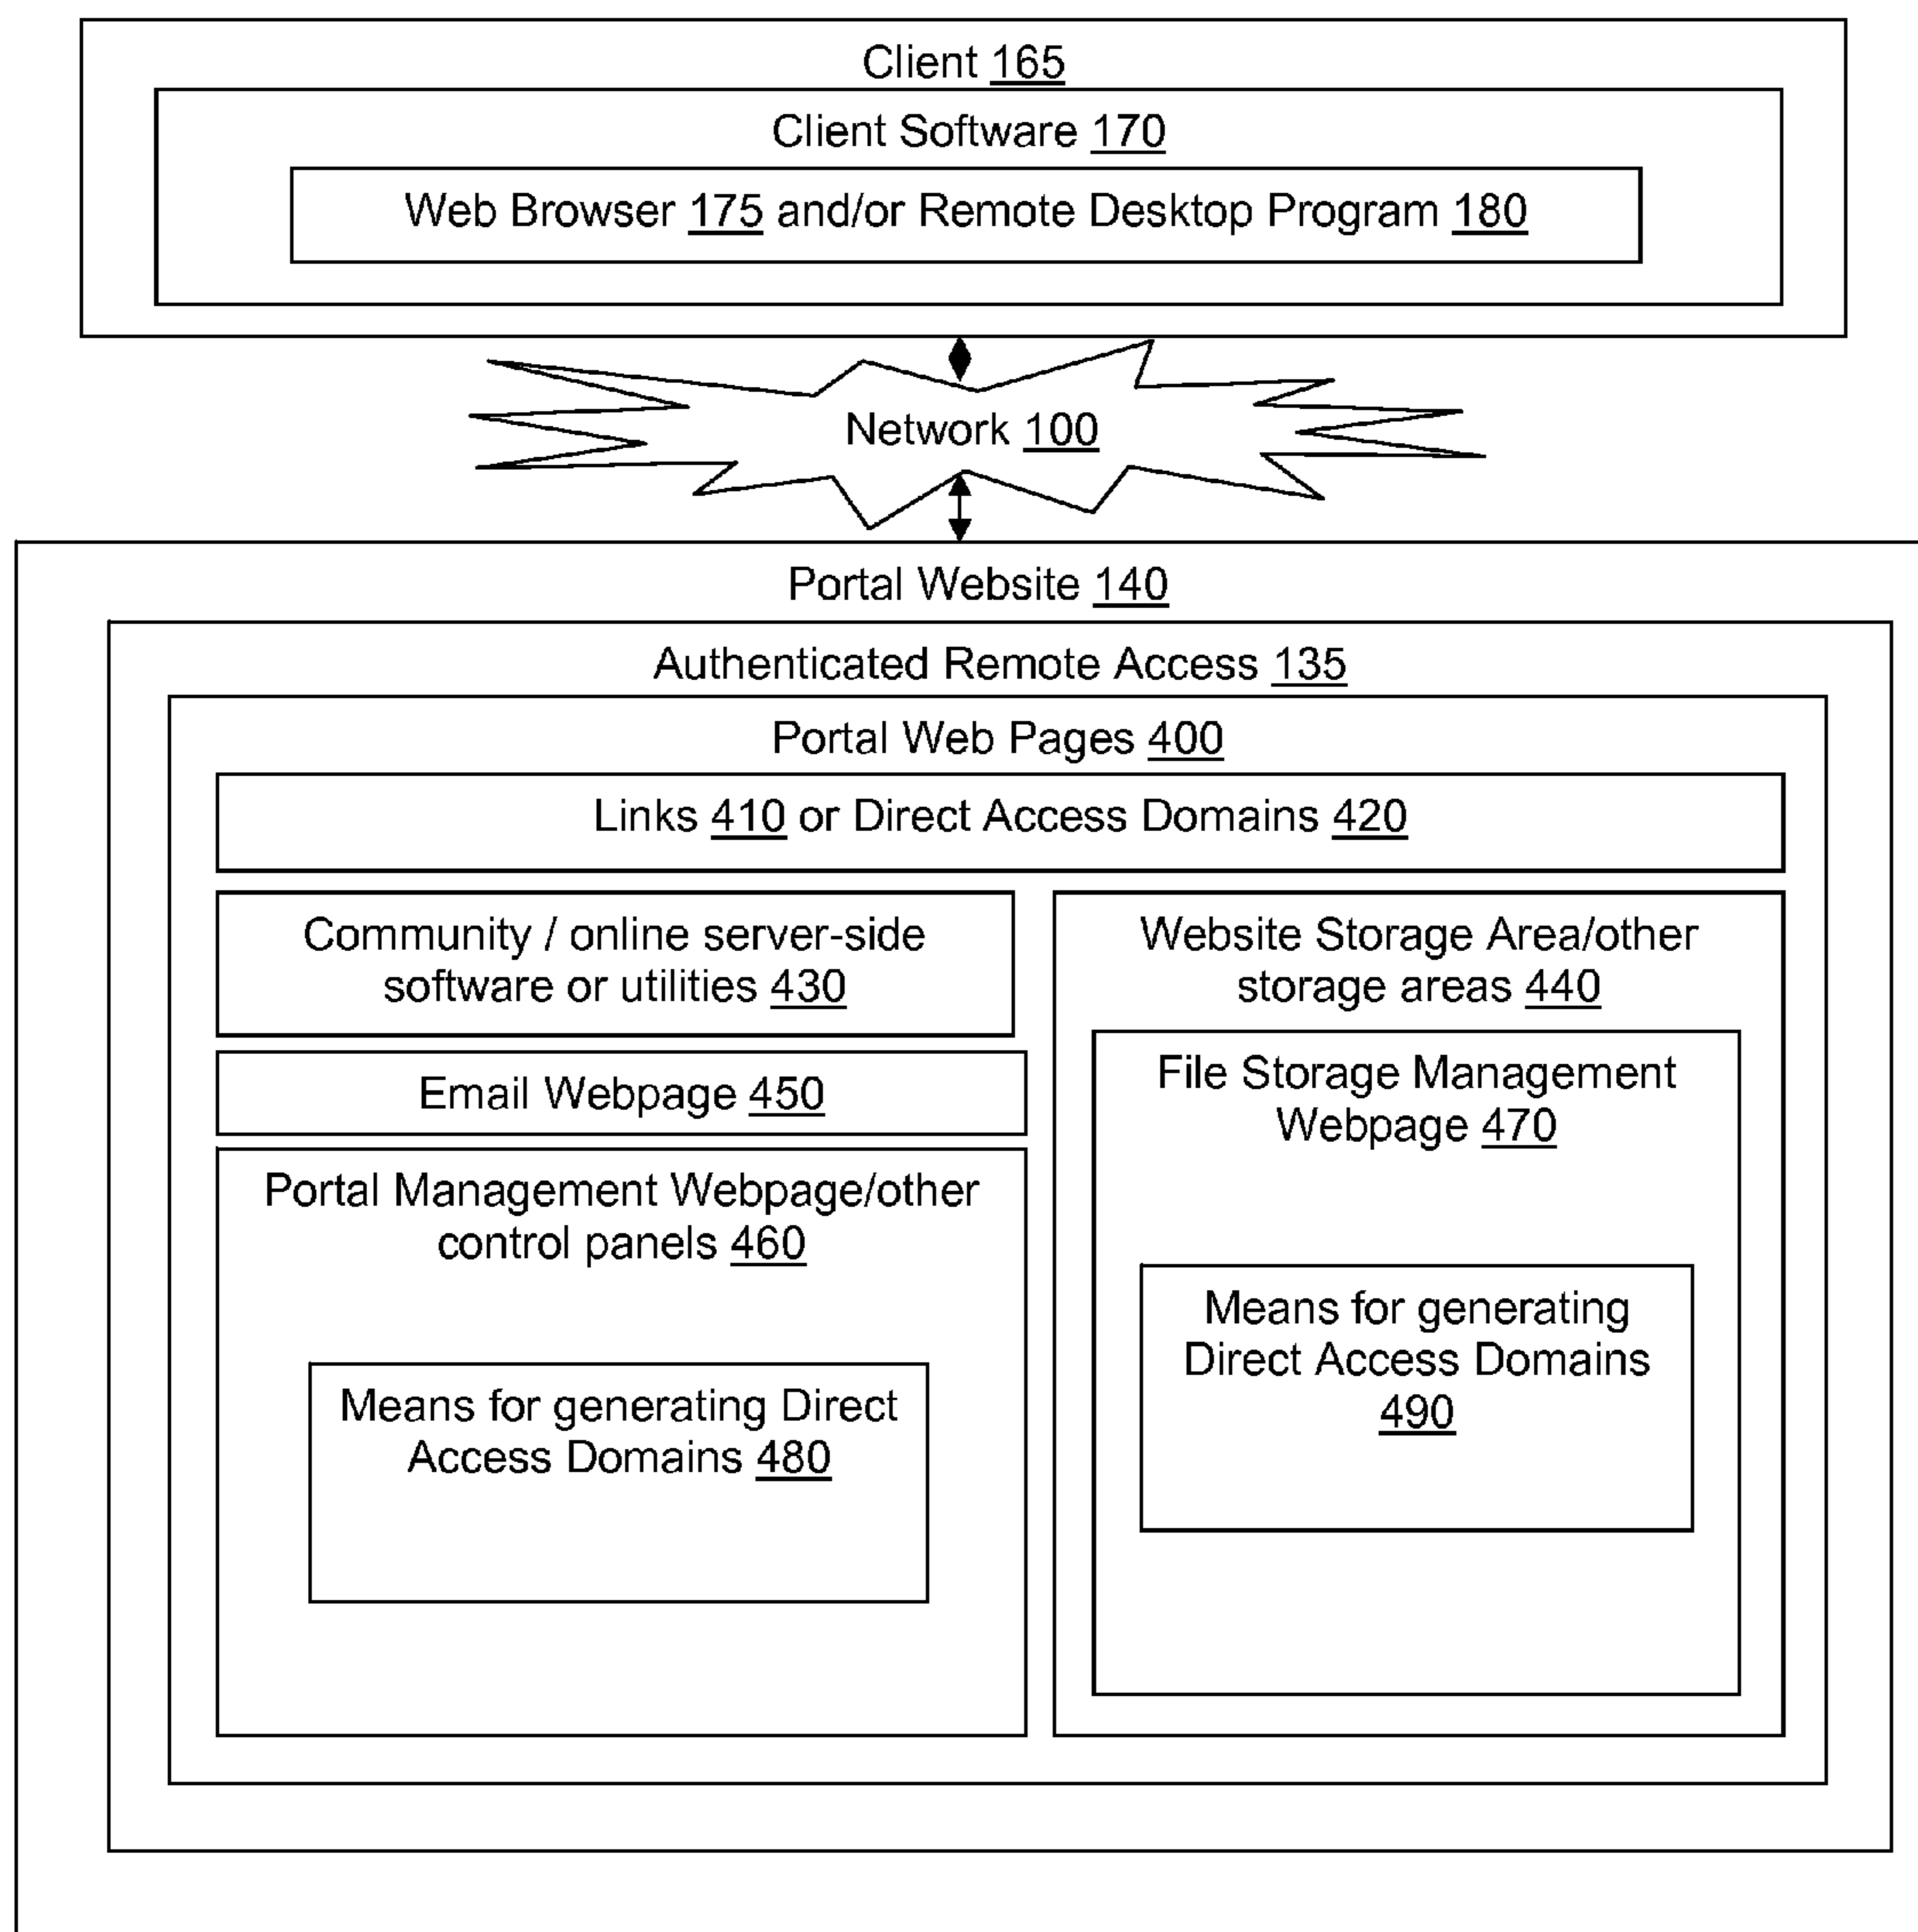 Client 165
Client Software 170
Web Browser 175 and/or Remote Desktop Program 180
Network 100
Portal Website 140
Authenticated Remote Access 135
Portal Web Pages 400
Links 410 or Direct Access Domains 420
Community / online server-side
software or utilities 430
Email Webpage 450
Portal Management Webpage/other
control panels 460
Means for generating Direct
Access Domains 480
Website Storage Area/other
storage areas 440
File Storage Management
Webpage 470
Means for generating
Direct Access Domains
490